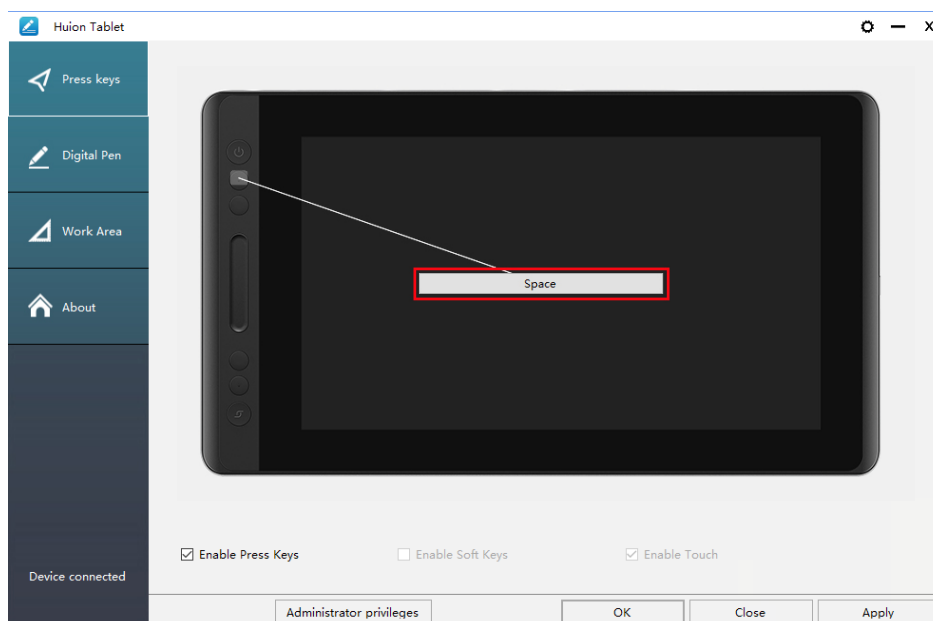 Huion Tablet
X
Press keys
Digital Pen
Work Area
About
Space
Enable Press Keys
Enable Soft Keys
Enable Touch
Device connected
Administrator privileges
OK
Close
Apply